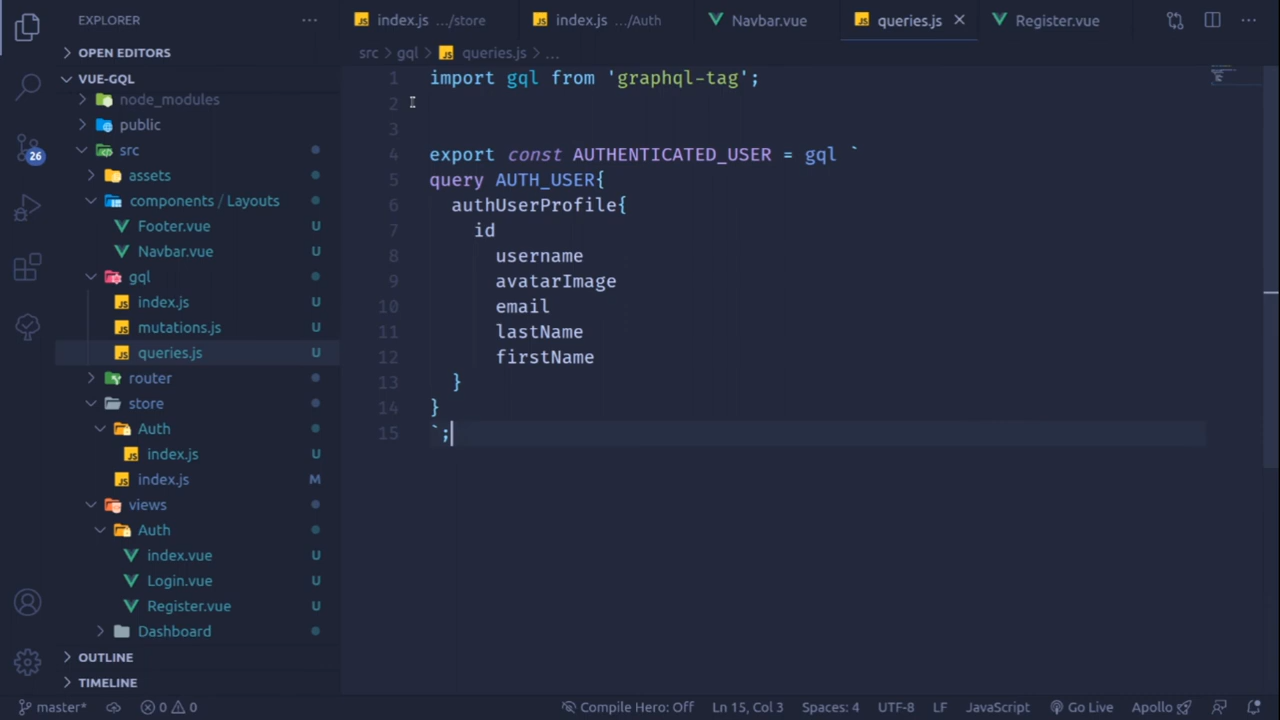 EXPLORER
OPEN EDITORS
VUE-GQL
node_modules
public
src
assets
components / Layouts
Footer.vue U
Navbar.vue U
gql
index.js U
mutations.js U
queries.js U
router
store
Auth
index.js U
index.js M
views
Auth
index.vue U
Login.vue U
Register.vue U
Dashboard
OUTLINE
TIMELINE
26
index.js .../store
index.js .../Auth
Navbar.vue
queries.js
Register.vue
src > gql > JS queries.js > ...
1 import gql from 'graphql-tag';
2
3
4 export const AUTHENTICATED_USER = gql `
5 query AUTH_USER{
6 authUserProfile{
7 id
8 username
9 avatarImage
10 email
11 lastName
12 firstName
13 }
14 }
15 `;
master* 0 0 Compile Hero: Off Ln 15, Col 3 Spaces: 4 UTF-8 LF JavaScript Go Live Apollo